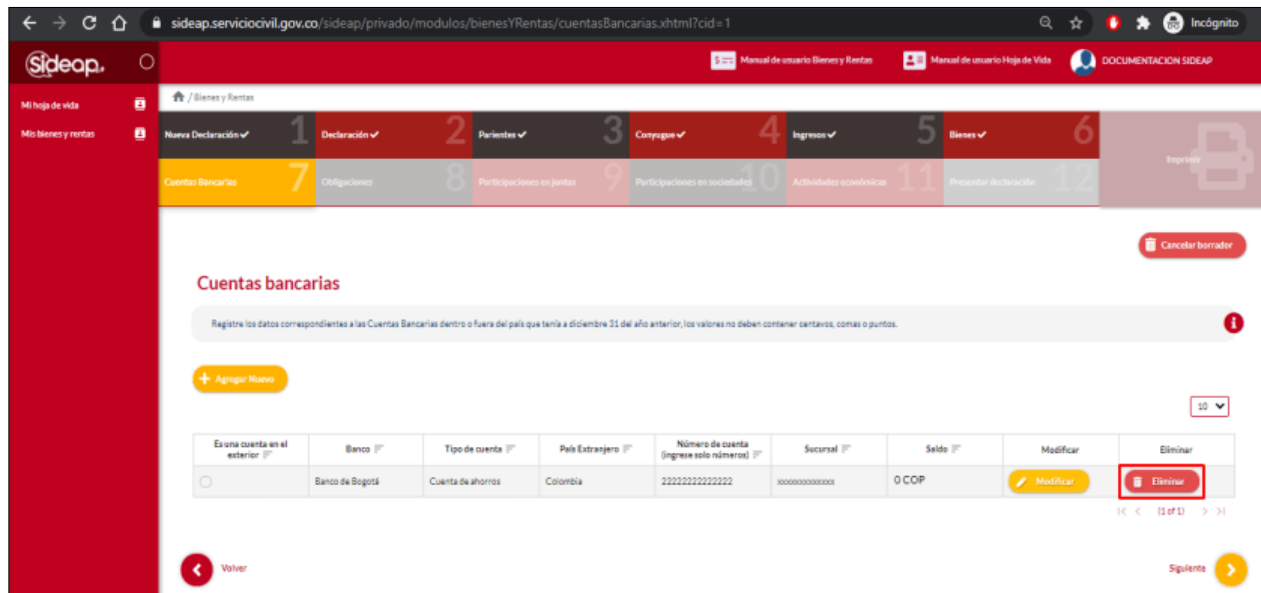 sideap.serviciocivil.gov.co/sideap/privado/modulos/bienesYRentas/cuentasBancarias.xhtml?cid=1
Incógnito
Sideap.
Manual de usuario Bienes y Rentas
Manual de usuario Hoja de Vida
DOCUMENTACION SIDEAP
Mi hoja de vida
Mis bienes y rentas
/ Bienes y Rentas
Nueva Declaración 1
Declaración 2
Parientes 3
Conyugue 4
Ingresos 5
Bienes 6
Imprimir
Cuentas Bancarias 7
Obligaciones 8
Participaciones en juntas 9
Participaciones en sociedades 10
Actividades económicas 11
Presentar declaración 12
Cancelar borrador
Cuentas bancarias
Registre los datos correspondientes a las Cuentas Bancarias dentro o fuera del país que tenía a diciembre 31 del año anterior, los valores no deben contener centavos, comas o puntos.
Agregar Nuevo
10
Es una cuenta en el
exterior
Banco
Tipo de cuenta
País Extranjero
Número de cuenta
(ingrese solo números)
Sucursal
Saldo
Modificar
Eliminar
Banco de Bogotá
Cuenta de ahorros
Colombia
22222222222222
xxxxxxxxxxxxx
0 COP
Modificar
Eliminar
(1 of 1)
Volver
Siguiente